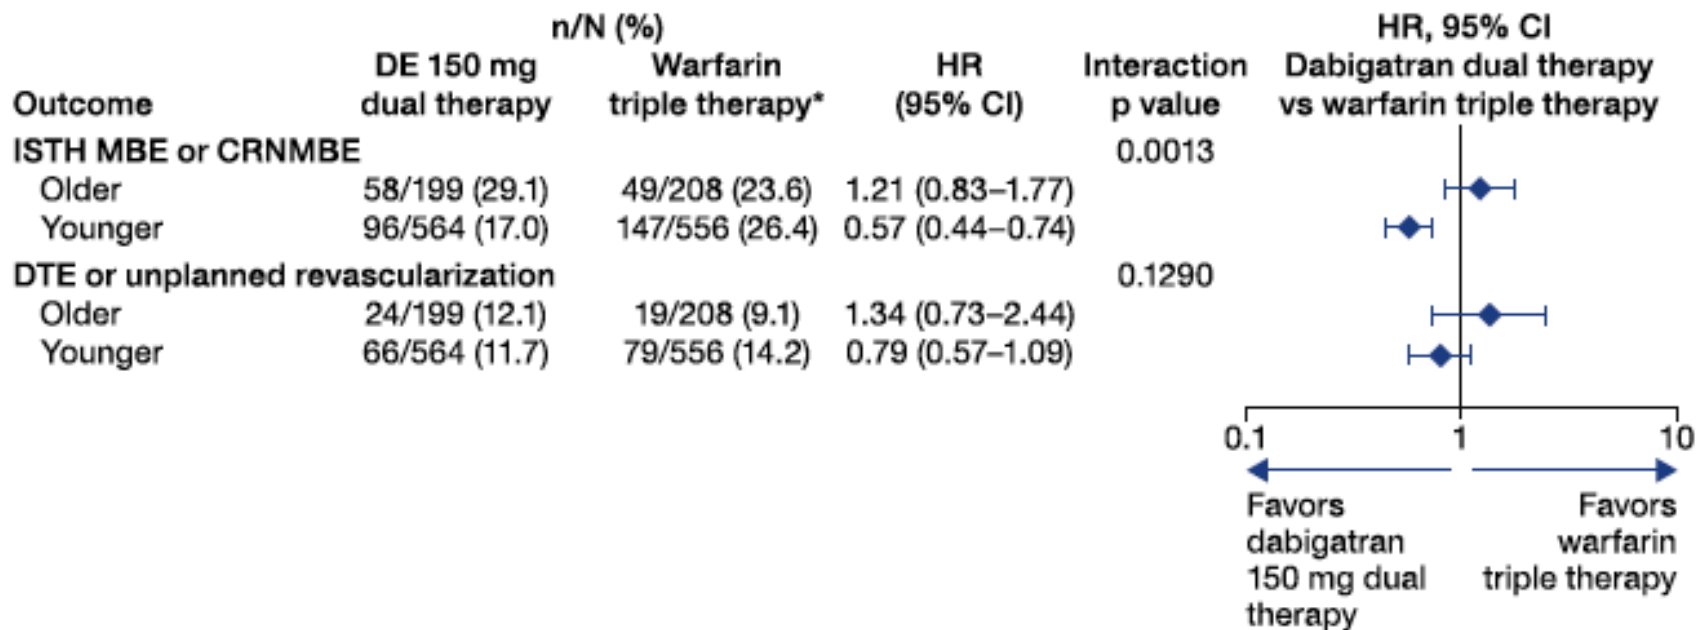 n/N (%) HR, 95% CI
DE 150 mg Warfarin HR Interaction Dabigatran dual therapy
Outcome dual therapy triple therapy* (95% CI) p value vs warfarin triple therapy
ISTH MBE or CRNMBE 0.0013
Older 58/199 (29.1) 49/208 (23.6) 1.21 (0.83–1.77)
Younger 96/564 (17.0) 147/556 (26.4) 0.57 (0.44–0.74)
DTE or unplanned revascularization 0.1290
Older 24/199 (12.1) 19/208 (9.1) 1.34 (0.73–2.44)
Younger 66/564 (11.7) 79/556 (14.2) 0.79 (0.57–1.09)
0.1 1 10
Favors Favors
dabigatran warfarin
150 mg dual triple therapy
therapy